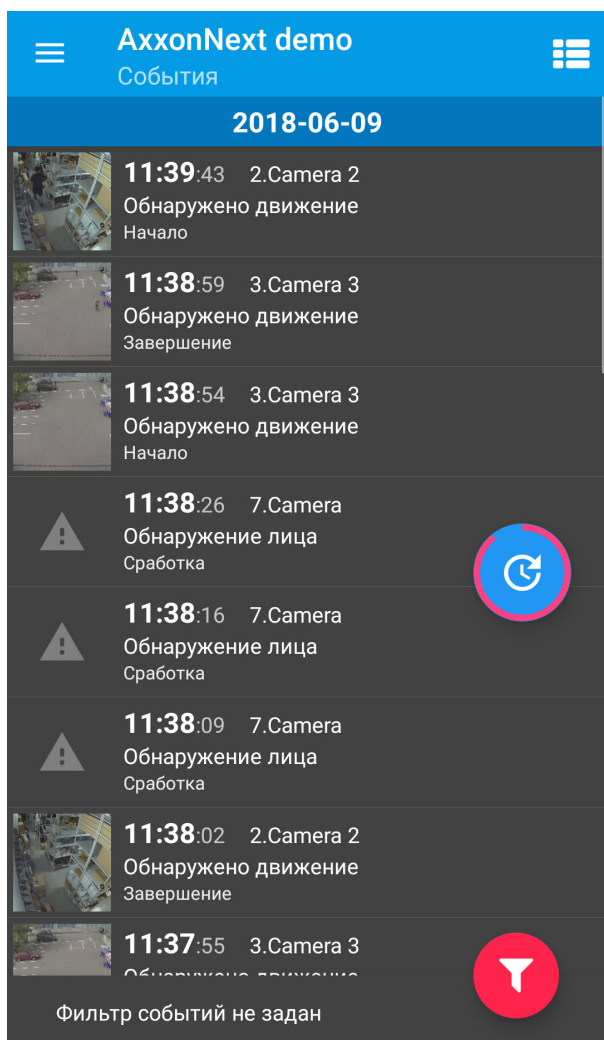 AxxonNext demo
События
2018-06-09
11:39:43 2.Camera 2
Обнаружено движение
Начало
11:38:59 3.Camera 3
Обнаружено движение
Завершение
11:38:54 3.Camera 3
Обнаружено движение
Начало
11:38:26 7.Camera
Обнаружение лица
Сработка
11:38:16 7.Camera
Обнаружение лица
Сработка
11:38:09 7.Camera
Обнаружение лица
Сработка
11:38:02 2.Camera 2
Обнаружено движение
Завершение
11:37:55 3.Camera 3
Обнаружено движение
Фильтр событий не задан